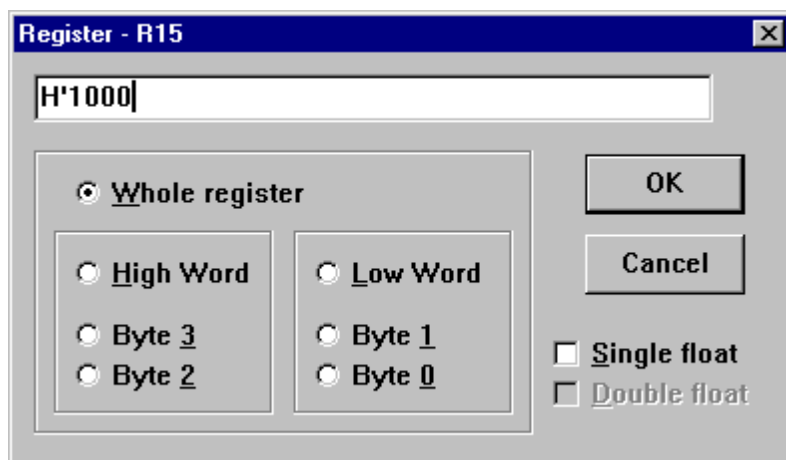 Register - R15
H'1000
Whole register
OK
High Word
Low Word
Cancel
Byte 3
Byte 1
Single float
Byte 2
Byte 0
Double float